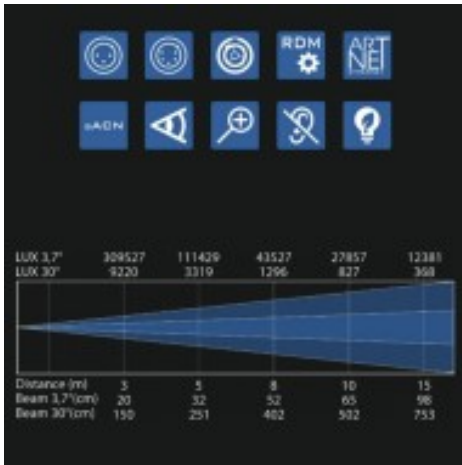 RDM
ART
NET
sACN
LUX 3,7° 309527 111429 43527 27857 12381
LUX 30° 9220 3319 1296 827 368
Distance (m) 3 5 8 10 15
Beam 3,7°(cm) 20 32 52 65 98
Beam 30°(cm) 150 251 402 502 753